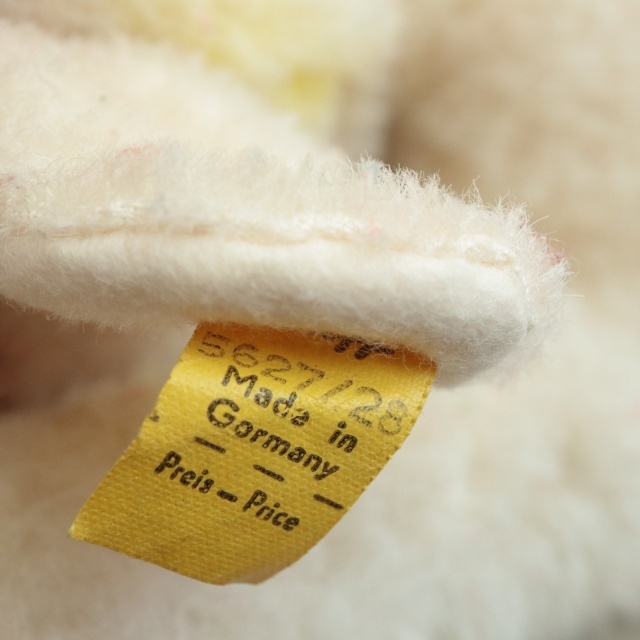 5627/28
Made in
Germany
Preis – Price